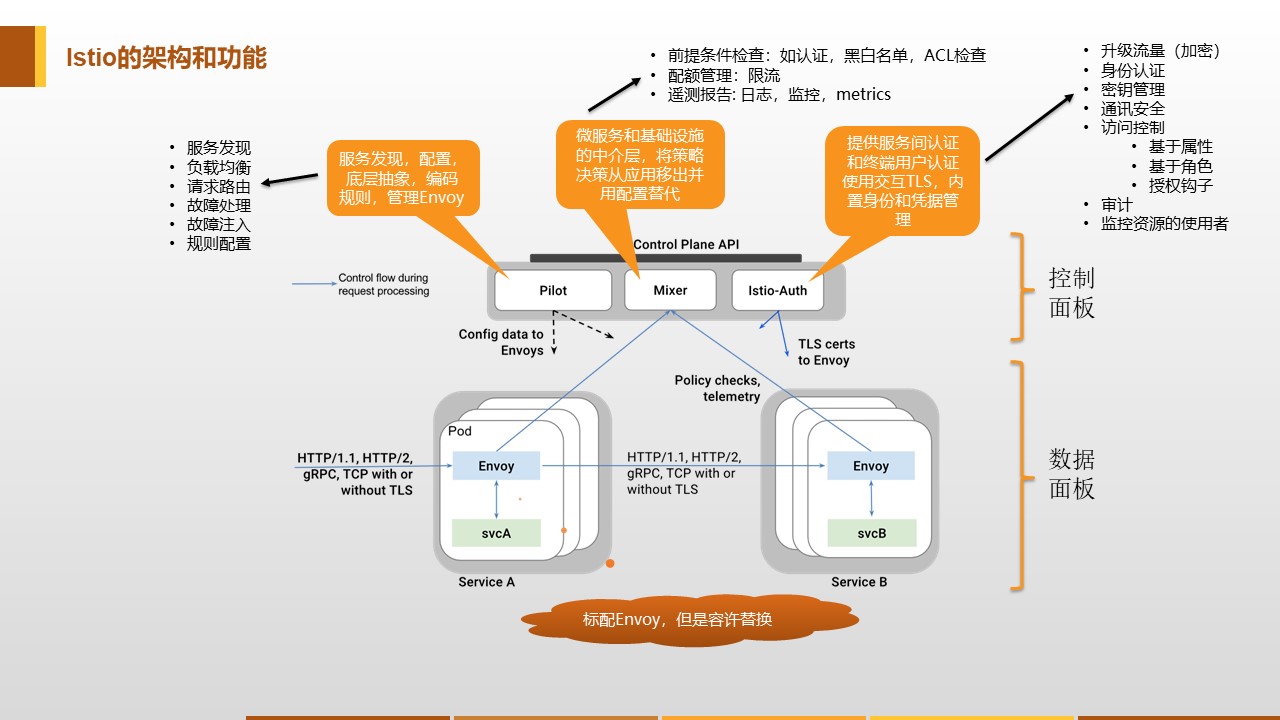 Istio的架构和功能
• 前提条件检查：如认证，黑白名单，ACL检查
• 配额管理：限流
• 遥测报告: 日志，监控，metrics
• 升级流量（加密）
• 身份认证
• 密钥管理
• 通讯安全
• 访问控制
• 基于属性
• 基于角色
• 授权钩子
• 审计
• 监控资源的使用者
• 服务发现
• 负载均衡
• 请求路由
• 故障处理
• 故障注入
• 规则配置
服务发现，配置，
底层抽象，编码
规则，管理Envoy
微服务和基础设施
的中介层，将策略
决策从应用移出并
用配置替代
提供服务间认证
和终端用户认证
使用交互TLS，内
置身份和凭据管
理
Control Plane API
Control flow during
request processing
Pilot
Mixer
Istio-Auth
控制
面板
Config data to
Envoys
TLS certs
to Envoy
Policy checks,
telemetry
Pod
HTTP/1.1, HTTP/2,
gRPC, TCP with or
without TLS
Envoy
svcA
Service A
HTTP/1.1, HTTP/2,
gRPC, TCP with or
without TLS
Envoy
svcB
Service B
数据
面板
标配Envoy，但是容许替换